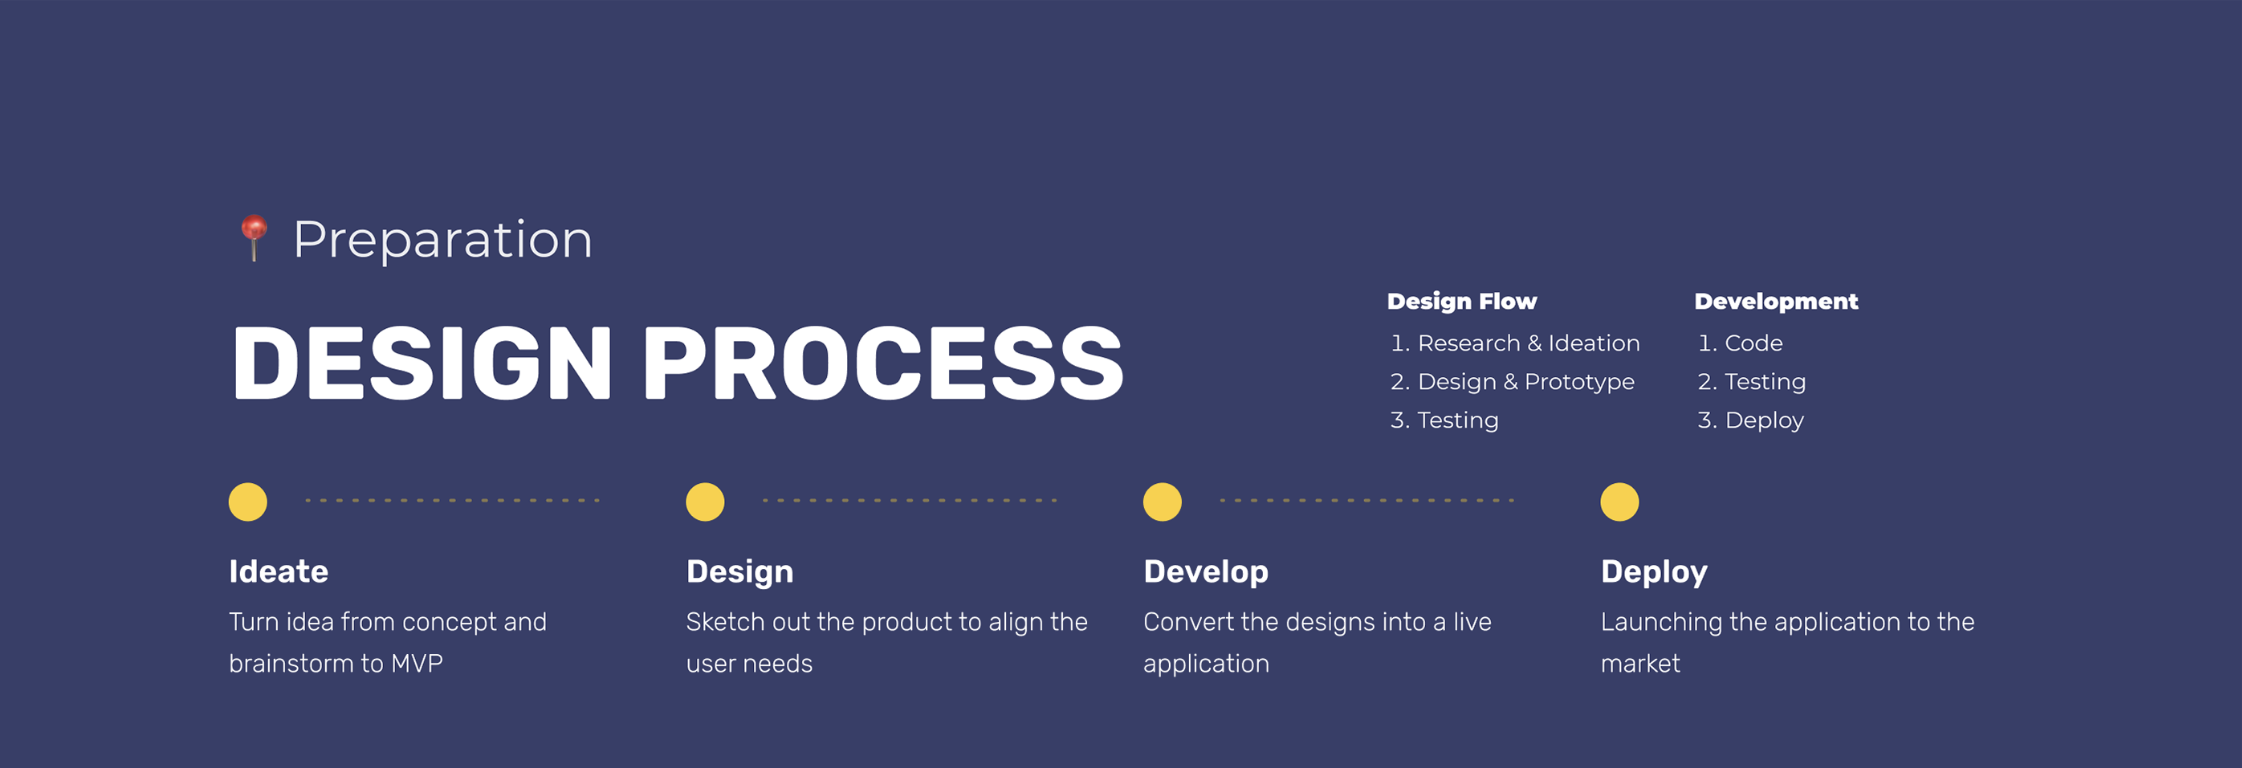 Preparation
DESIGN PROCESS
Design Flow
1. Research & Ideation
2. Design & Prototype
3. Testing
Development
1. Code
2. Testing
3. Deploy
Ideate
Turn idea from concept and
brainstorm to MVP
Design
Sketch out the product to align the
user needs
Develop
Convert the designs into a live
application
Deploy
Launching the application to the
market